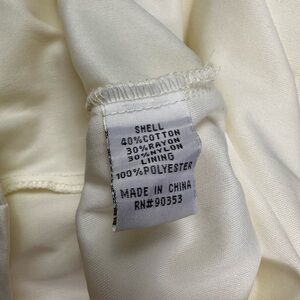 SHELL
40%COTTON
30%RAYON
30%NYLON
LINING
100%POLYESTER
MADE IN CHINA
RN#90353